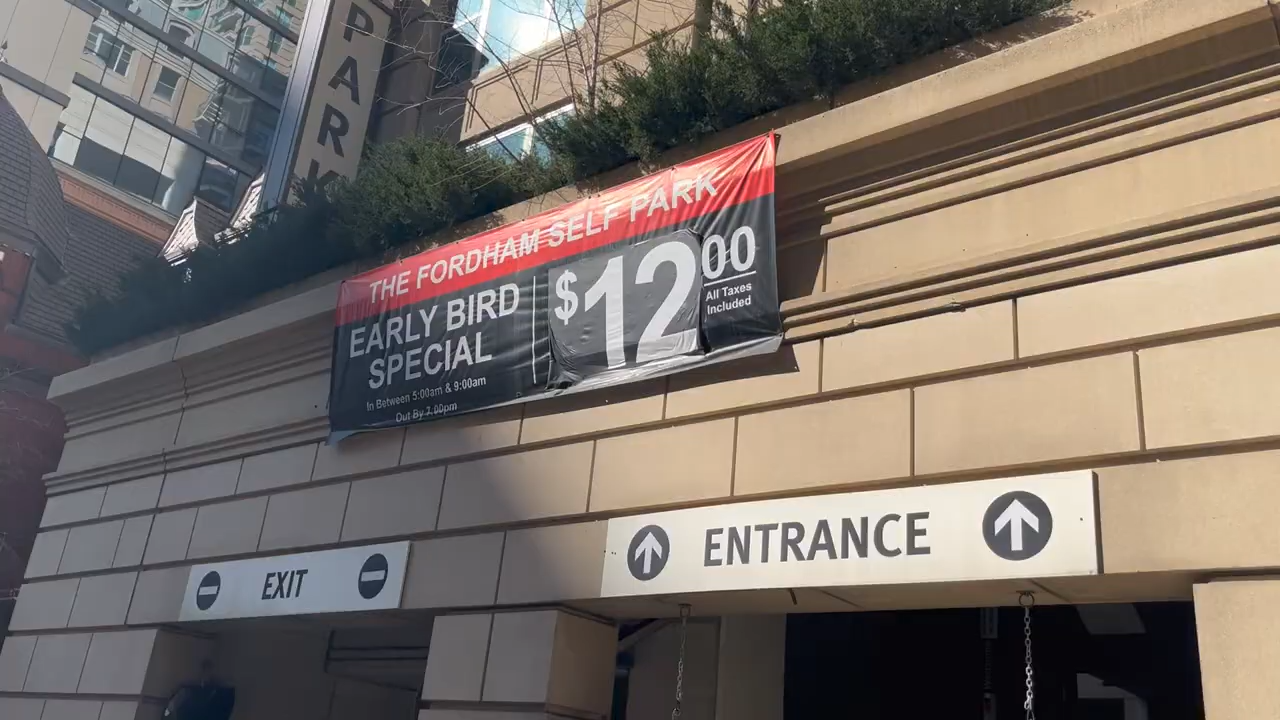 PARK
THE FORDHAM SELF PARK
EARLY BIRD
SPECIAL
$12.00
All Taxes
Included
In Between 5:00am & 9:00am
Out By 7:00pm
EXIT
ENTRANCE